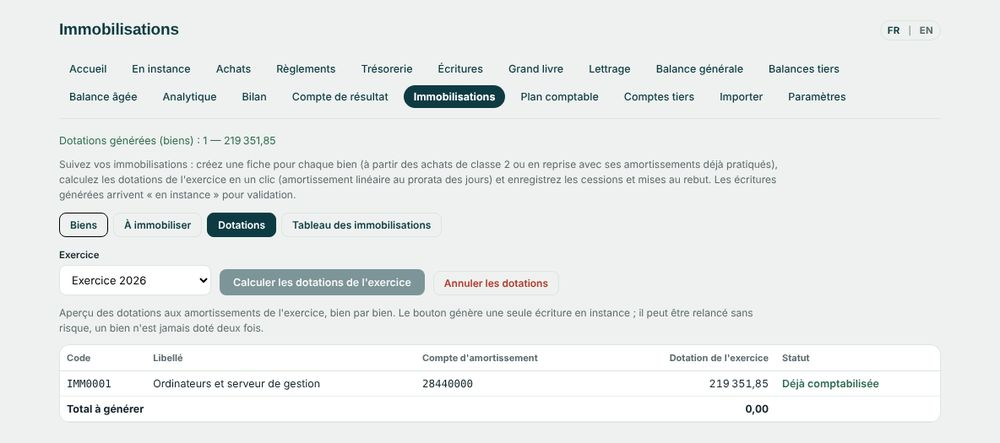 Immobilisations
FR | EN
Accueil En instance Achats Règlements Trésorerie Écritures Grand livre Lettrage Balance générale Balances tiers
Balance âgée Analytique Bilan Compte de résultat Immobilisations Plan comptable Comptes tiers Importer Paramètres
Dotations générées (biens) : 1 — 219 351,85
Suivez vos immobilisations : créez une fiche pour chaque bien (à partir des achats de classe 2 ou en reprise avec ses amortissements déjà pratiqués),
calculez les dotations de l'exercice en un clic (amortissement linéaire au prorata des jours) et enregistrez les cessions et mises au rebut. Les écritures
générées arrivent « en instance » pour validation.
Biens À immobiliser Dotations Tableau des immobilisations
Exercice
Exercice 2026 Calculer les dotations de l'exercice Annuler les dotations
Aperçu des dotations aux amortissements de l'exercice, bien par bien. Le bouton génère une seule écriture en instance ; il peut être relancé sans
risque, un bien n'est jamais doté deux fois.
Code Libellé Compte d'amortissement Dotation de l'exercice Statut
IMM0001 Ordinateurs et serveur de gestion 28440000 219 351,85 Déjà comptabilisée
Total à générer 0,00